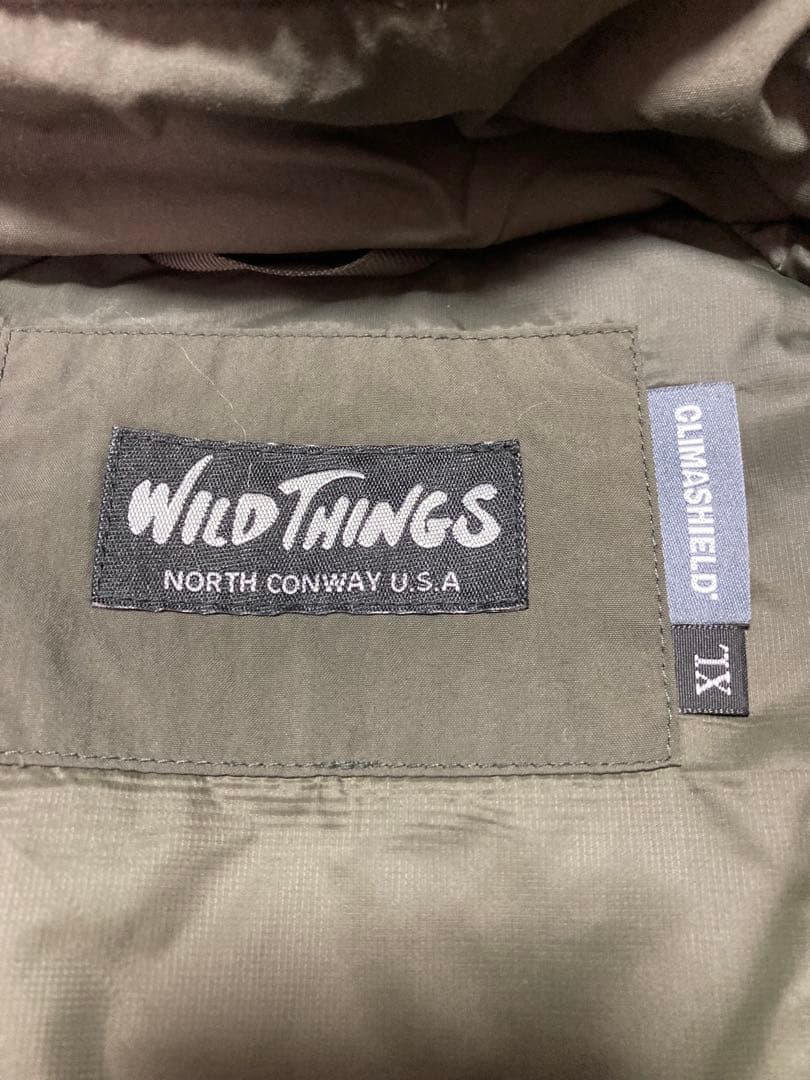 WILD THINGS
NORTH CONWAY U.S.A
CLIMASHIELD®
XL